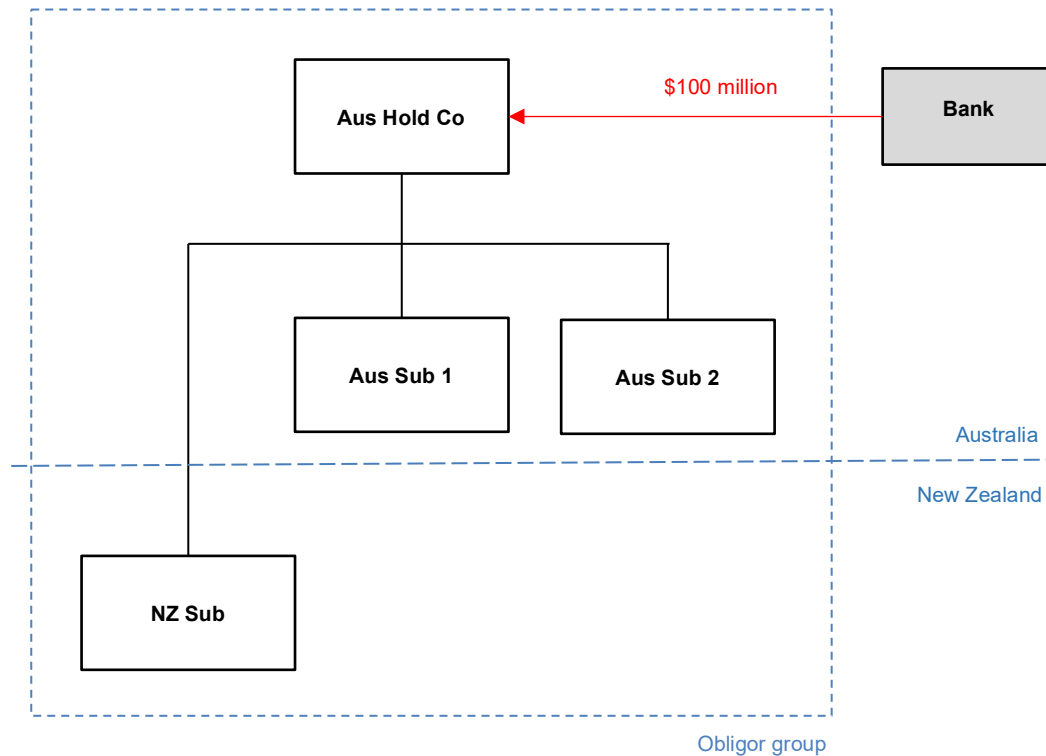 $100 million
Bank
Aus Hold Co
Aus Sub 1
Aus Sub 2
Australia
New Zealand
NZ Sub
Obligor group